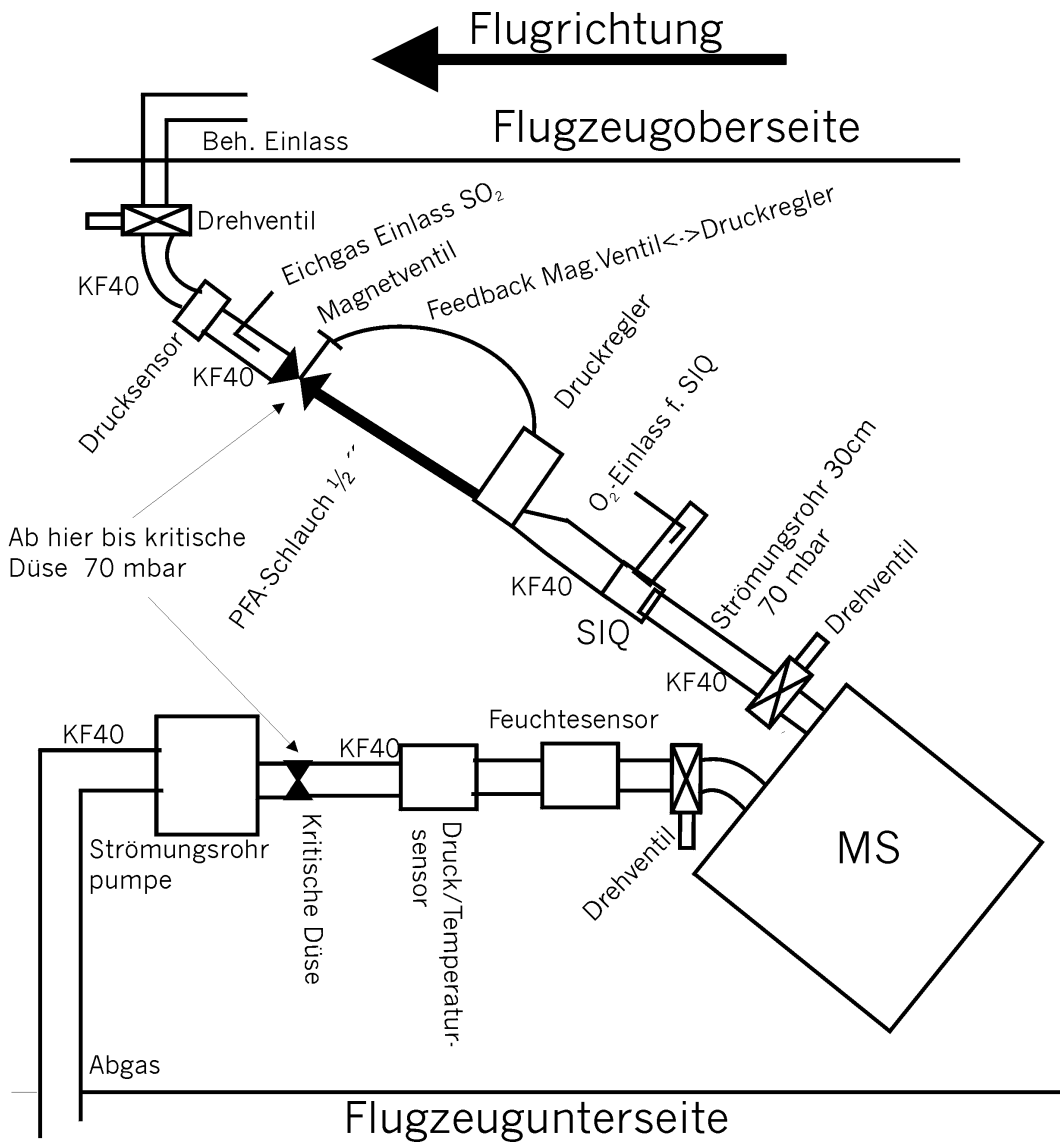 Flugrichtung
Flugzeugoberseite
Beh. Einlass
Drehventil
Eichgas Einlass SO₂
Magnetventil
Feedback Mag.Ventil<->Druckregler
KF40
Drucksensor
KF40
Druckregler
O₂-Einlass f. SIQ
PFA-Schlauch ½ ´´
Ab hier bis kritische
Düse 70 mbar
KF40
SIQ
Strömungsrohr 30cm
70 mbar
Drehventil
KF40
KF40
KF40
Feuchtesensor
Strömungsrohr
pumpe
Kritische Düse
Druck/Temperatur-
sensor
Drehventil
MS
Abgas
Flugzeugunterseite